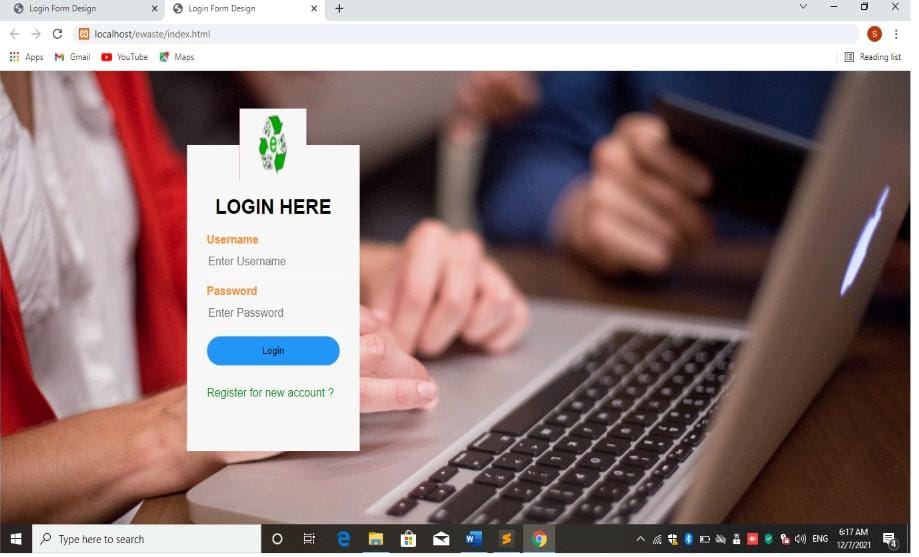 Login Form Design
Login Form Design
localhost/ewaste/index.html
S
Apps
Gmail
YouTube
Maps
Reading list
e
LOGIN HERE
Username
Enter Username
Password
Enter Password
Login
Register for new account ?
Type here to search
ENG
6:17 AM
12/7/2021
4